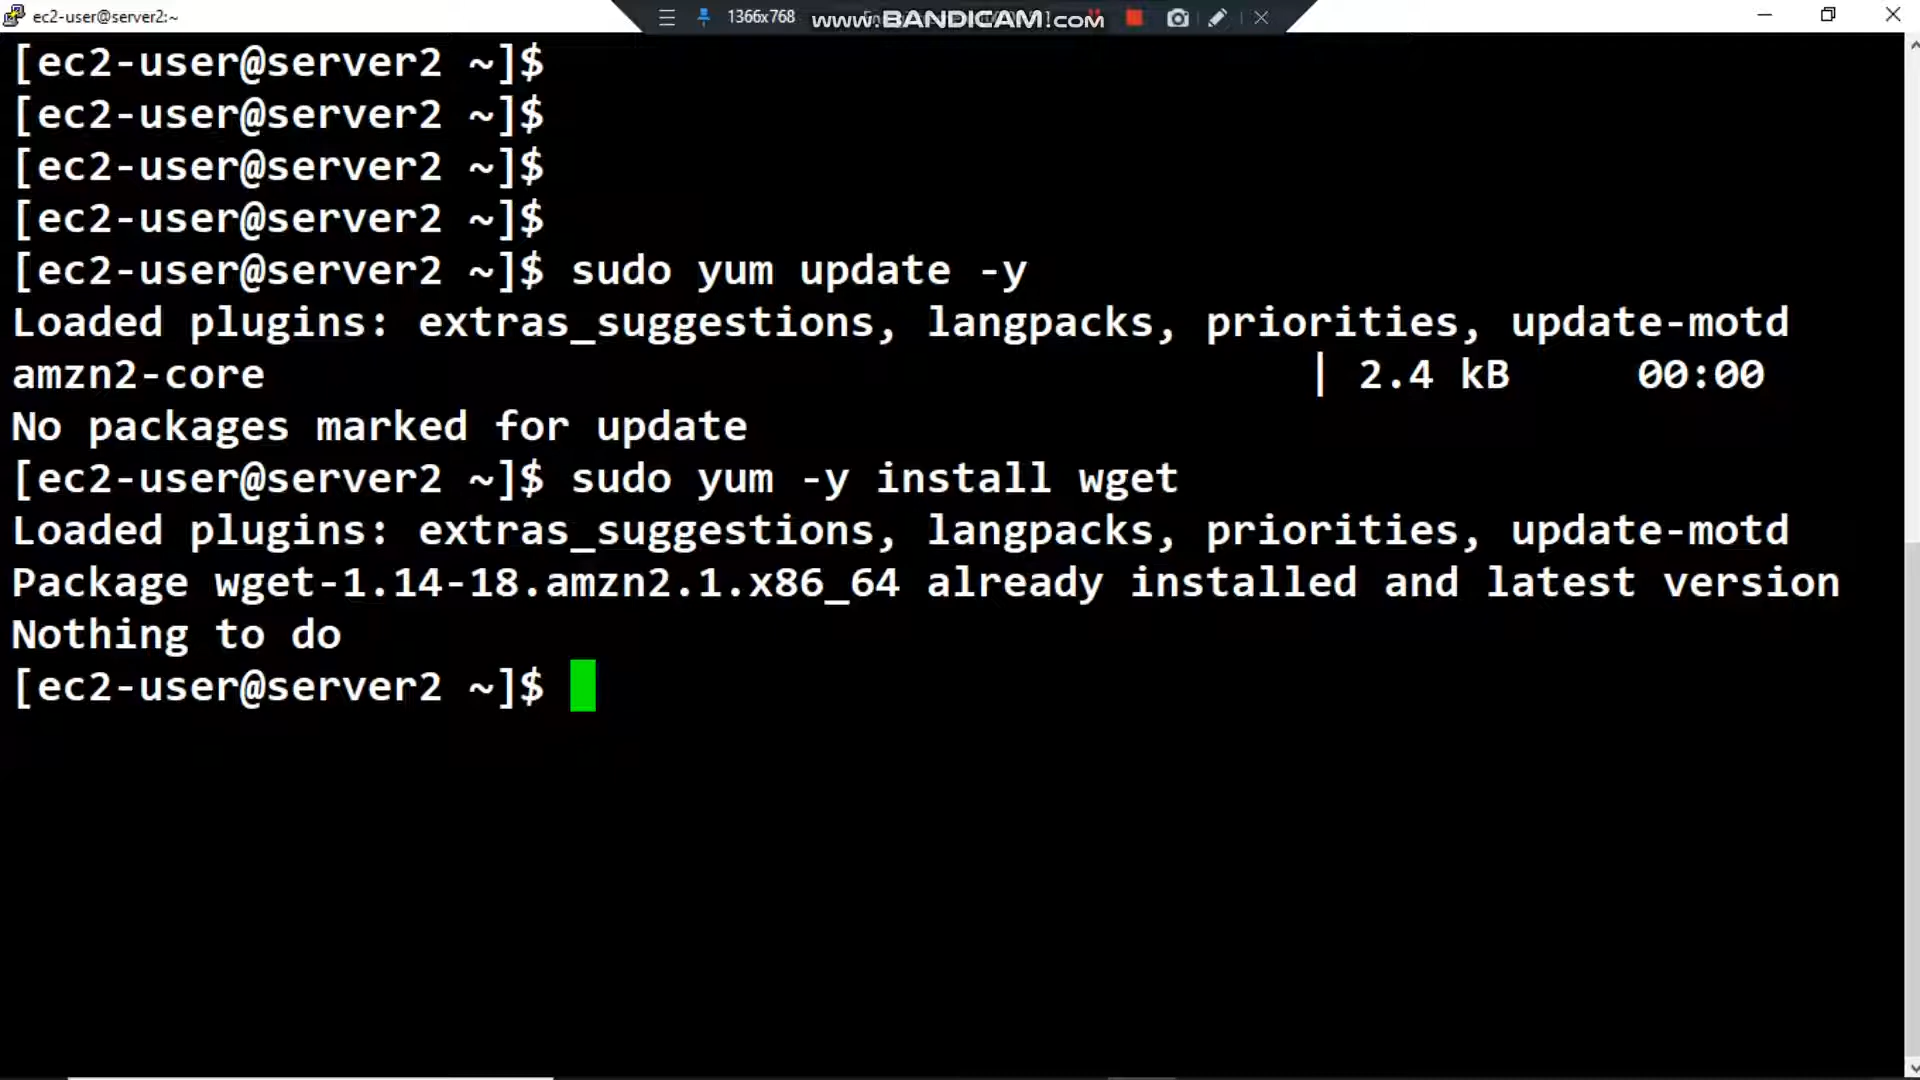 ec2-user@server2:~
1366x768
www.BANDICAM.com
[ec2-user@server2 ~]$
[ec2-user@server2 ~]$
[ec2-user@server2 ~]$
[ec2-user@server2 ~]$
[ec2-user@server2 ~]$ sudo yum update -y
Loaded plugins: extras_suggestions, langpacks, priorities, update-motd
amzn2-core | 2.4 kB 00:00
No packages marked for update
[ec2-user@server2 ~]$ sudo yum -y install wget
Loaded plugins: extras_suggestions, langpacks, priorities, update-motd
Package wget-1.14-18.amzn2.1.x86_64 already installed and latest version
Nothing to do
[ec2-user@server2 ~]$